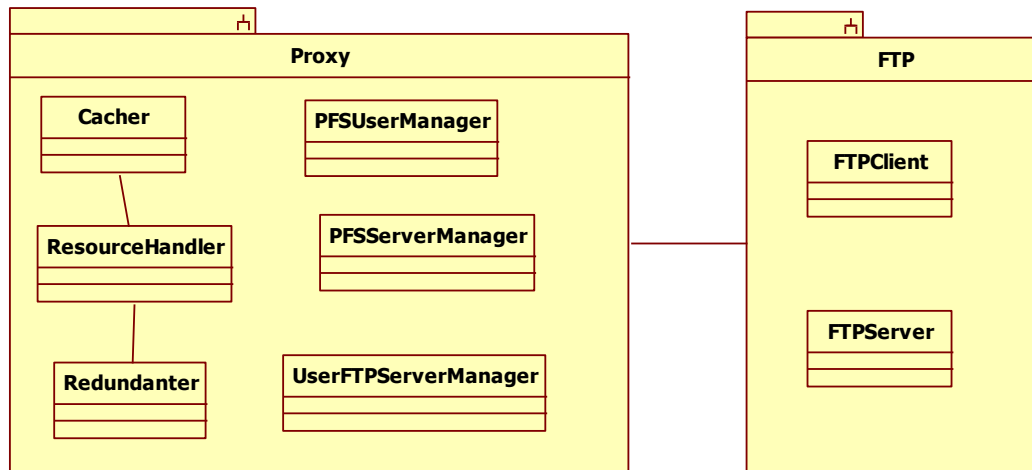 Proxy
Cacher
PFSUserManager
ResourceHandler
PFSServerManager
Redundanter
UserFTPServerManager
FTP
FTPClient
FTPServer